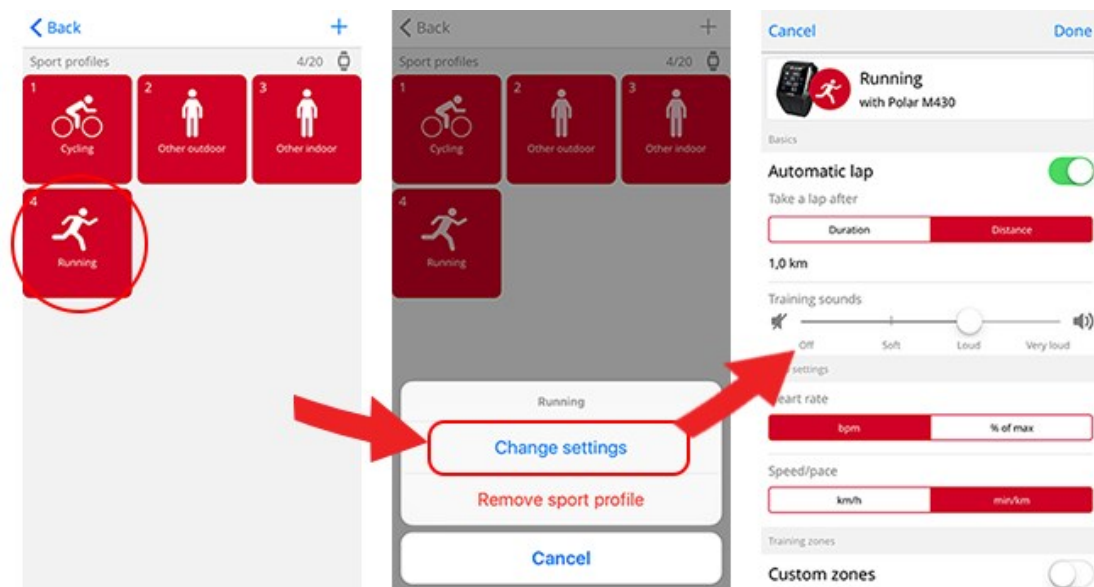 Back
+
Sport profiles 4/20
1 2 3
Cycling Other outdoor Other indoor
4
Running
Back
+
Sport profiles 4/20
1 2 3
Cycling Other outdoor Other indoor
4
Running
Running
Change settings
Remove sport profile
Cancel
Cancel Done
Running
with Polar M430
Basics
Automatic lap
Take a lap after
Duration Distance
1,0 km
Training sounds
Off Soft Loud Very loud
settings
eart rate
bpm % of max
Speed/pace
km/h min/km
Training zones
Custom zones